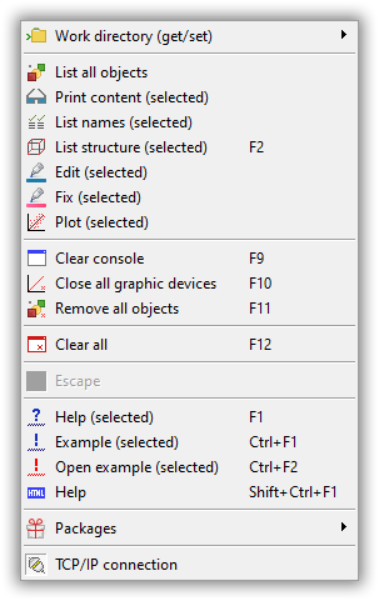 Work directory (get/set)
List all objects
Print content (selected)
List names (selected)
List structure (selected) F2
Edit (selected)
Fix (selected)
Plot (selected)
Clear console F9
Close all graphic devices F10
Remove all objects F11
Clear all F12
Escape
Help (selected) F1
Example (selected) Ctrl+F1
Open example (selected) Ctrl+F2
HTML Help Shift+Ctrl+F1
Packages
TCP/IP connection